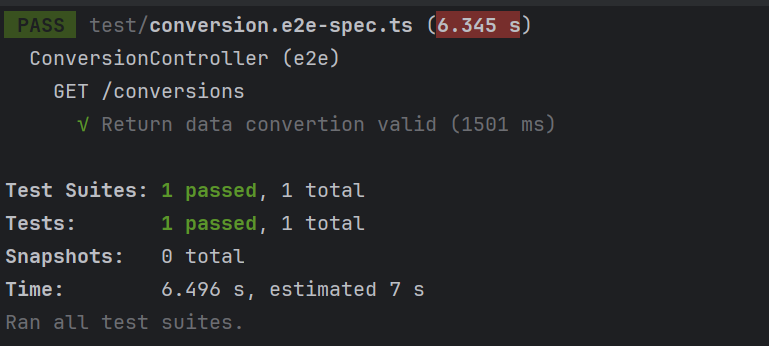 PASS test/conversion.e2e-spec.ts (6.345 s)
ConversionController (e2e)
GET /conversions
√ Return data convertion valid (1501 ms)
Test Suites: 1 passed, 1 total
Tests: 1 passed, 1 total
Snapshots: 0 total
Time: 6.496 s, estimated 7 s
Ran all test suites.